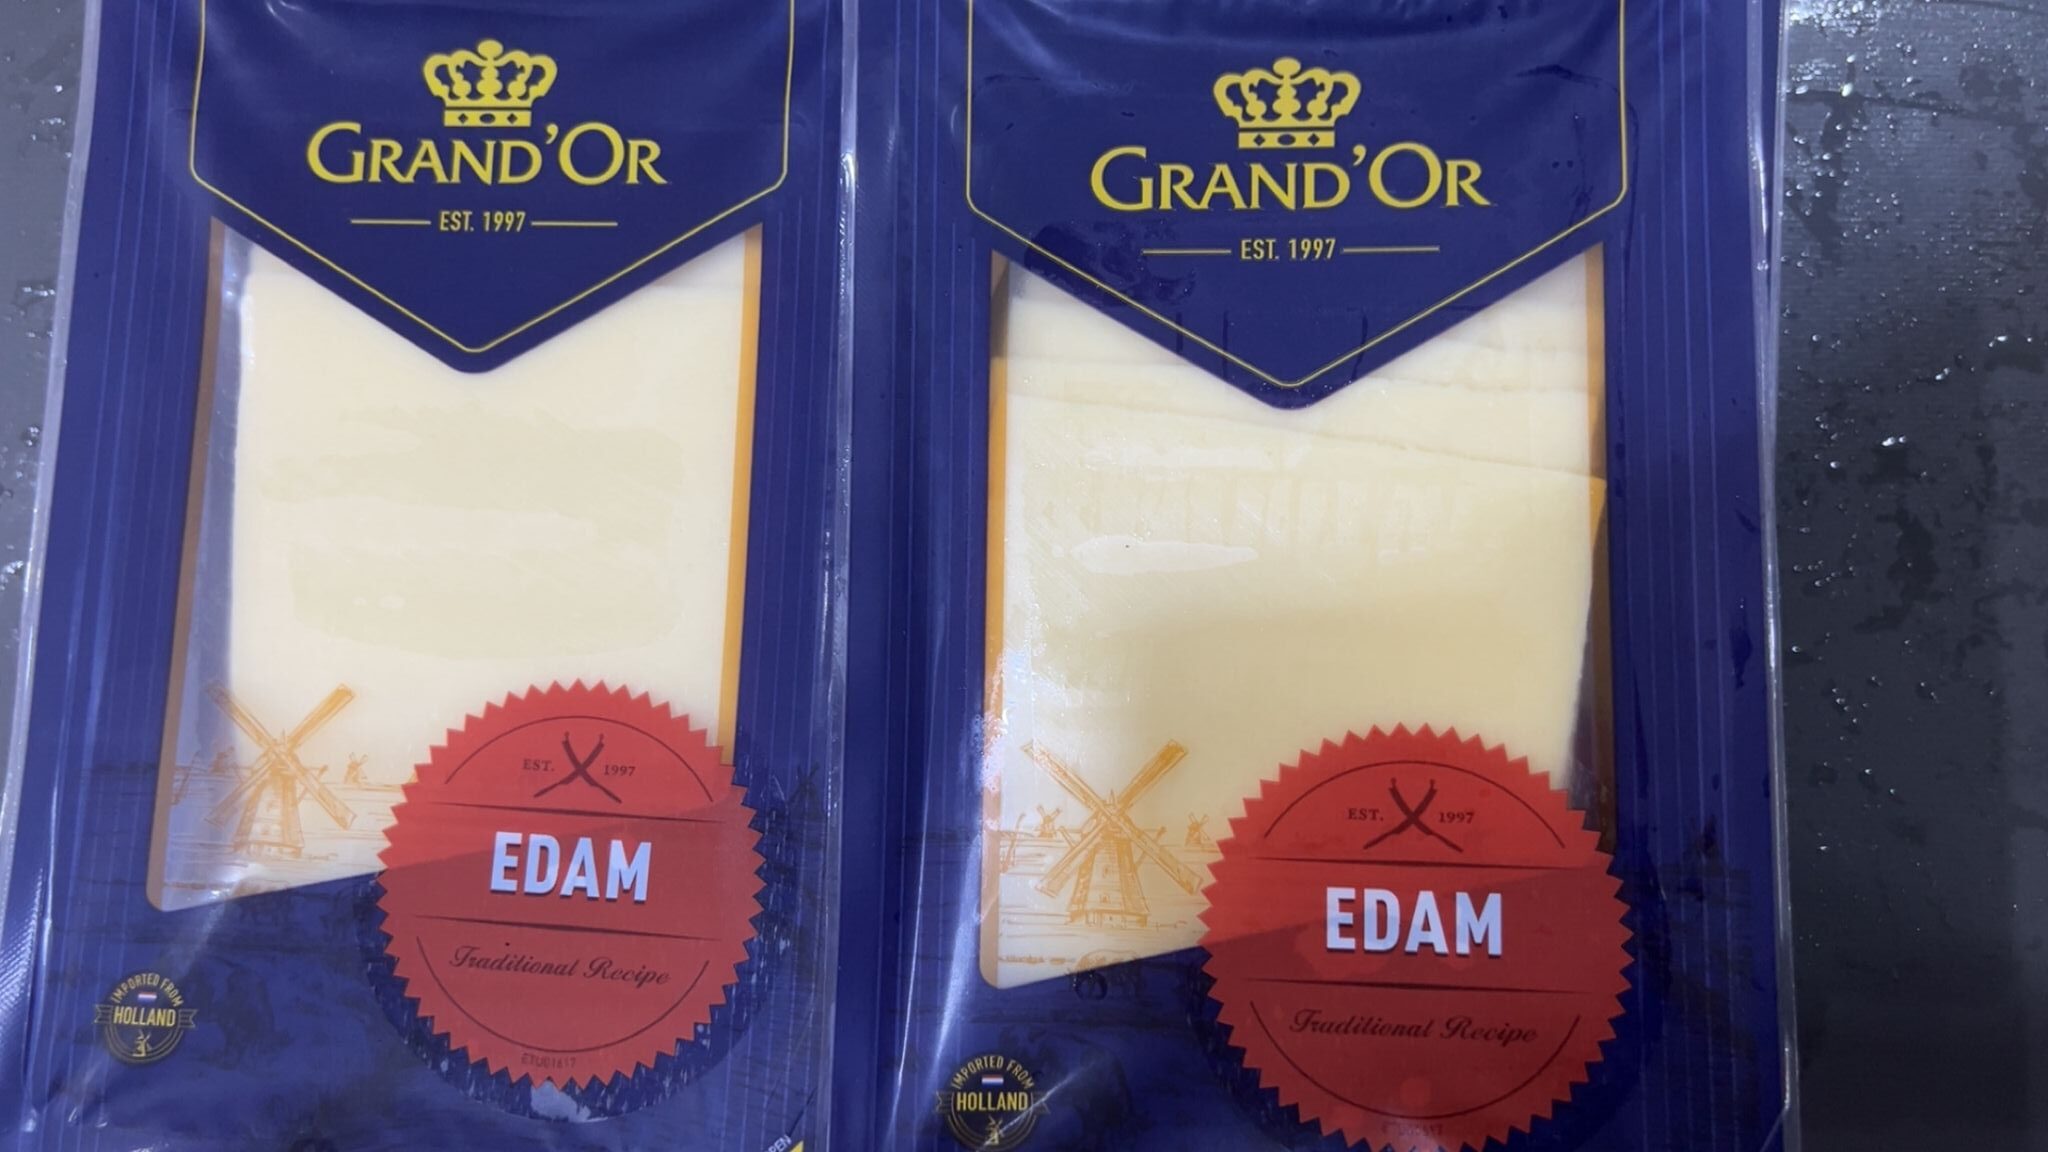 GRAND'OR
EST. 1997
EST. 1997
EDAM
Traditional Recipe
IMPORTED FROM
HOLLAND
GRAND'OR
EST. 1997
EST. 1997
EDAM
Traditional Recipe
IMPORTED FROM
HOLLAND